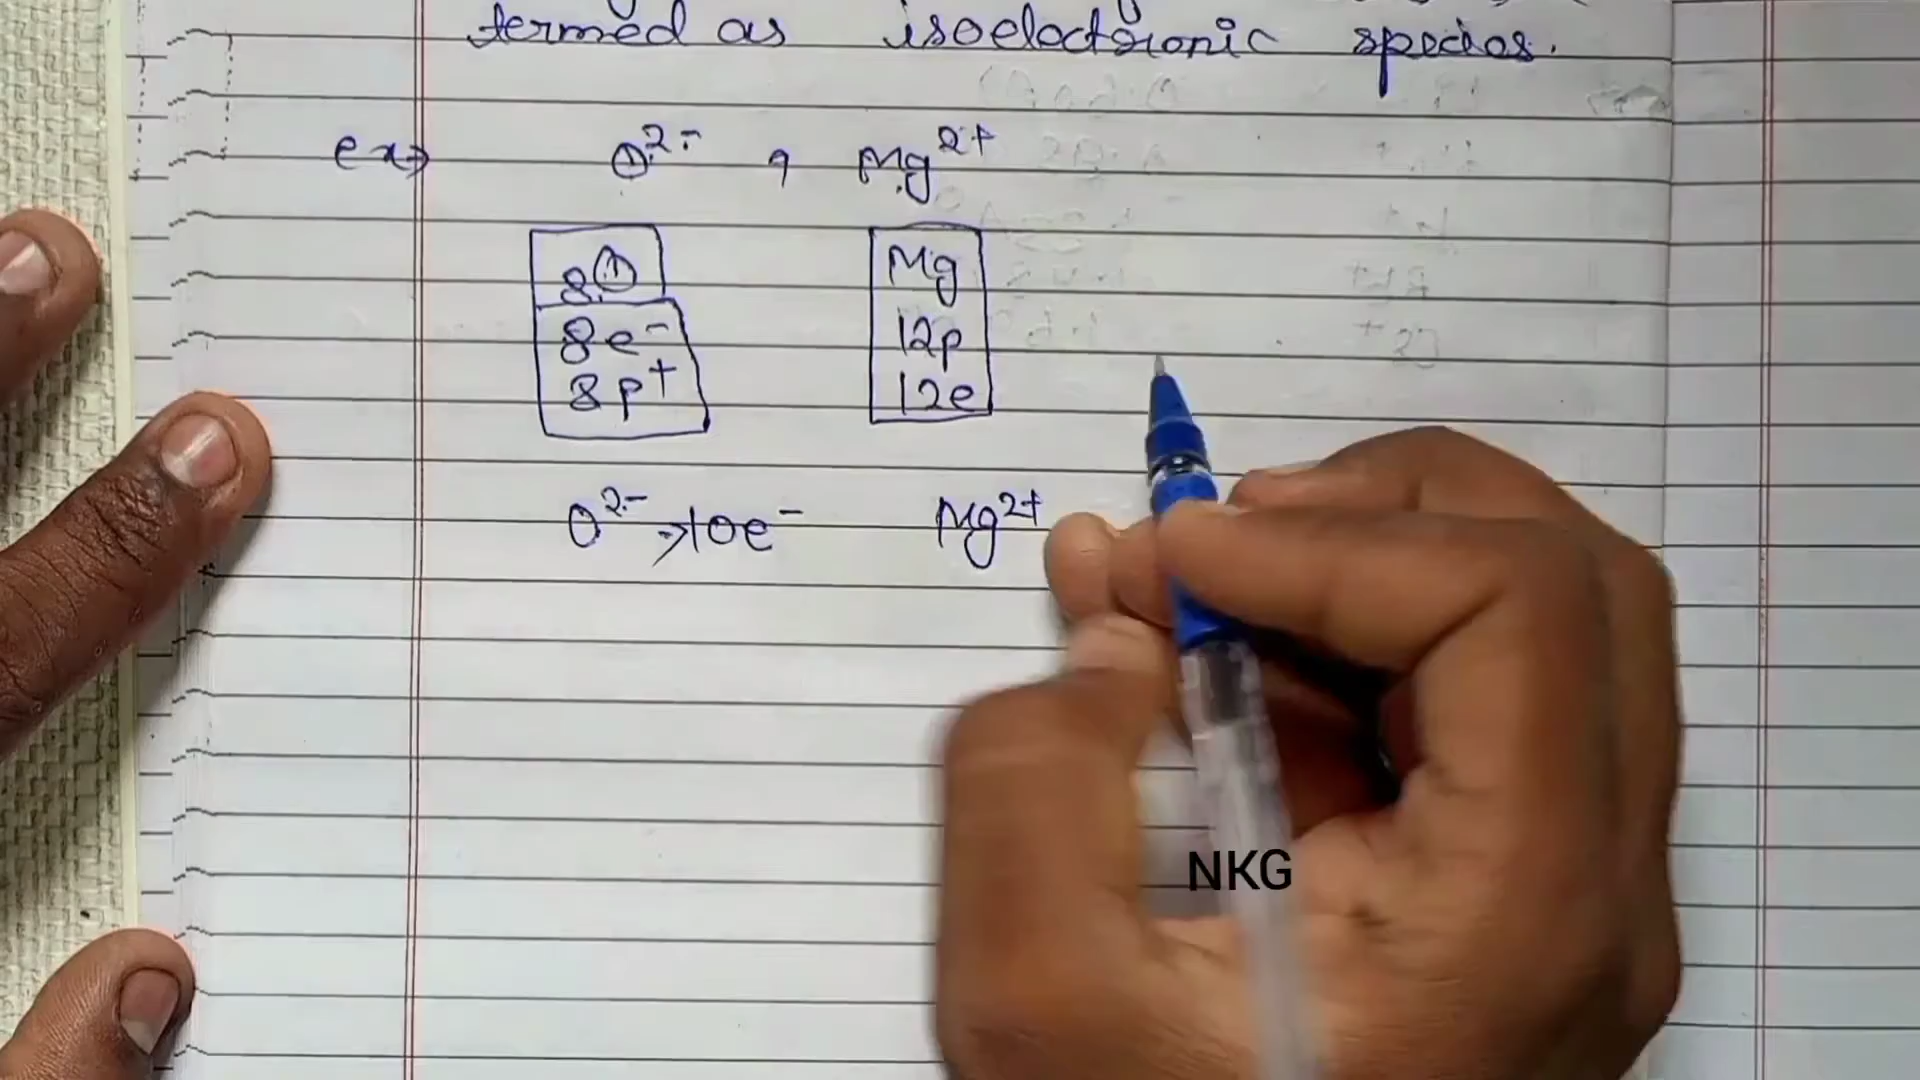 termed as isoelectronic species.
ex⇒ O²⁻ , Mg²⁺
₈O Mg
8e⁻ 12p
8p⁺ 12e
O²⁻ → 10e⁻ Mg²⁺
NKG